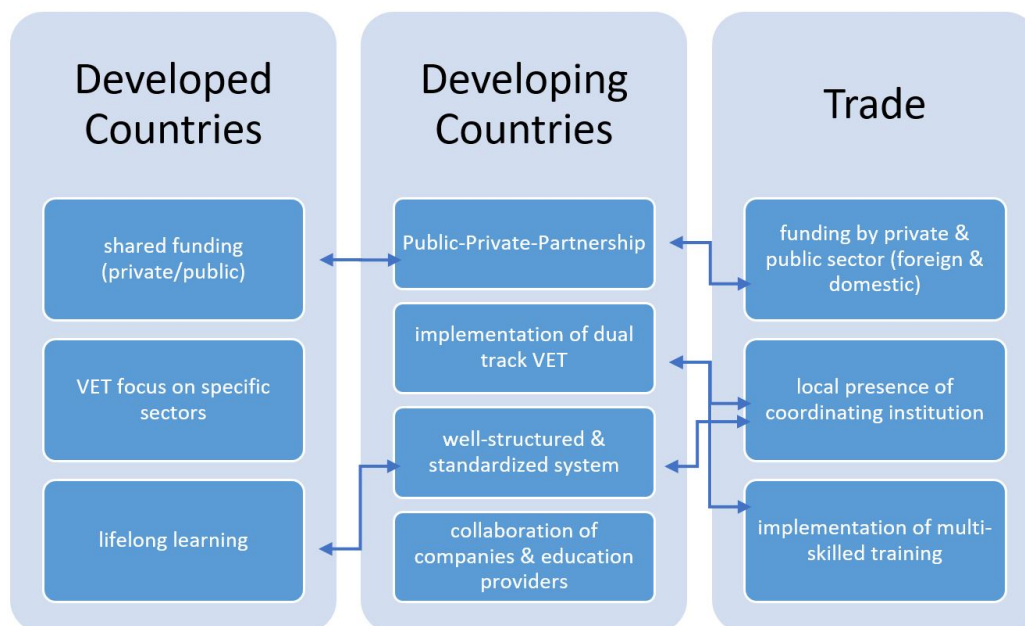 Developed
Countries
shared funding
(private/public)
VET focus on specific
sectors
lifelong learning
Developing
Countries
Public-Private-Partnership
implementation of dual
track VET
well-structured &
standardized system
collaboration of
companies & education
providers
Trade
funding by private &
public sector (foreign &
domestic)
local presence of
coordinating institution
implementation of multi-
skilled training